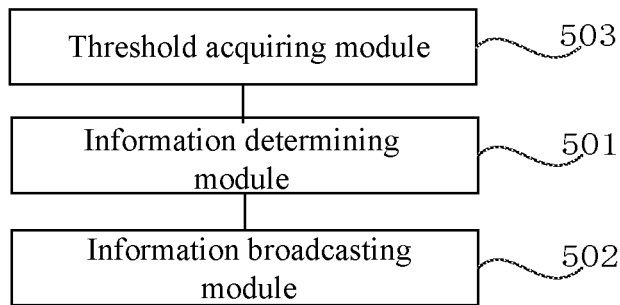 Threshold acquiring module
503
Information determining
module
501
Information broadcasting
module
502